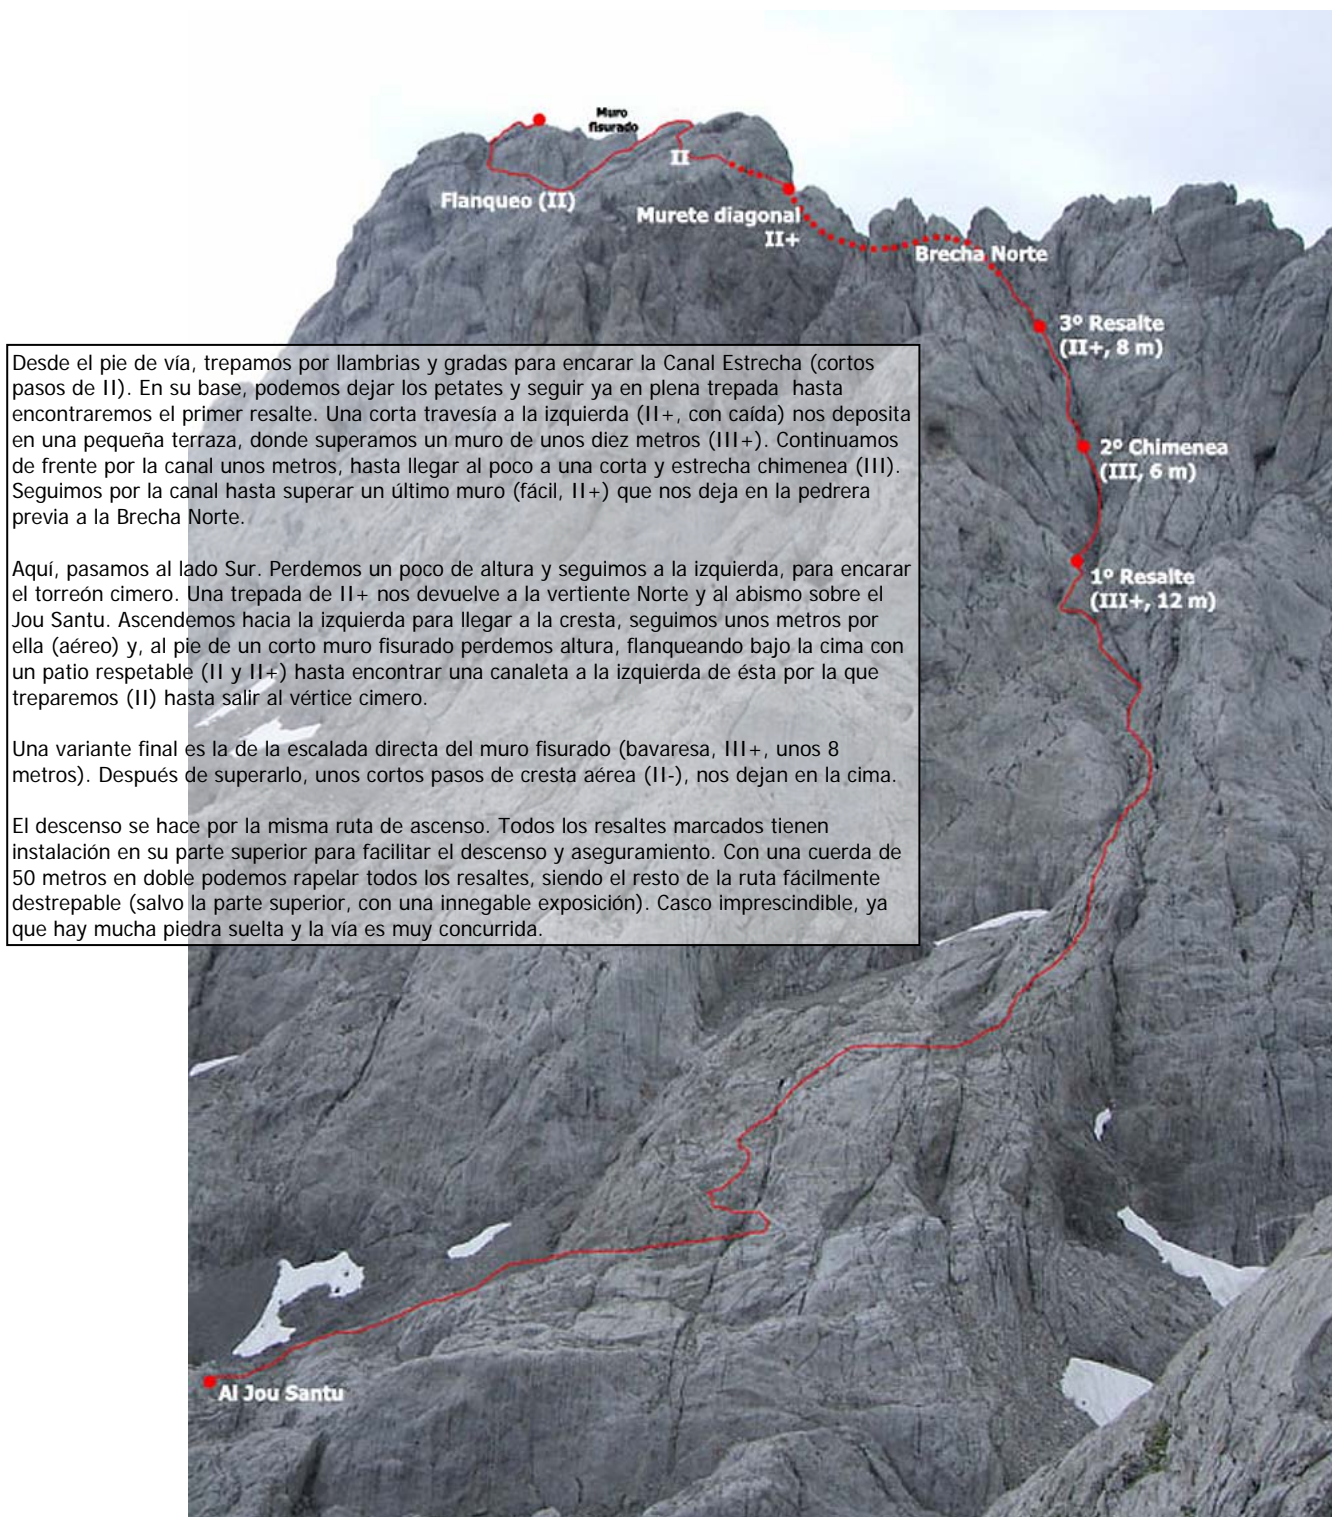 Muro
fisurado
II
Flanqueo (II)
Murete diagonal
II+
Brecha Norte
3º Resalte
(II+, 8 m)
Desde el pie de vía, trepamos por llambrias y gradas para encarar la Canal Estrecha (cortos
pasos de II). En su base, podemos dejar los petates y seguir ya en plena trepada hasta
encontraremos el primer resalte. Una corta travesía a la izquierda (II+, con caída) nos deposita
en una pequeña terraza, donde superamos un muro de unos diez metros (III+). Continuamos
de frente por la canal unos metros, hasta llegar al poco a una corta y estrecha chimenea (III).
Seguimos por la canal hasta superar un último muro (fácil, II+) que nos deja en la pedrera
previa a la Brecha Norte.
Aquí, pasamos al lado Sur. Perdemos un poco de altura y seguimos a la izquierda, para encarar
el torreón cimero. Una trepada de II+ nos devuelve a la vertiente Norte y al abismo sobre el
Jou Santu. Ascendemos hacia la izquierda para llegar a la cresta, seguimos unos metros por
ella (aéreo) y, al pie de un corto muro fisurado perdemos altura, flanqueando bajo la cima con
un patio respetable (II y II+) hasta encontrar una canaleta a la izquierda de ésta por la que
treparemos (II) hasta salir al vértice cimero.
Una variante final es la de la escalada directa del muro fisurado (bavaresa, III+, unos 8
metros). Después de superarlo, unos cortos pasos de cresta aérea (II-), nos dejan en la cima.
El descenso se hace por la misma ruta de ascenso. Todos los resaltes marcados tienen
instalación en su parte superior para facilitar el descenso y aseguramiento. Con una cuerda de
50 metros en doble podemos rapelar todos los resaltes, siendo el resto de la ruta fácilmente
destrepable (salvo la parte superior, con una innegable exposición). Casco imprescindible, ya
que hay mucha piedra suelta y la vía es muy concurrida.
2º Chimenea
(III, 6 m)
1º Resalte
(III+, 12 m)
Al Jou Santu